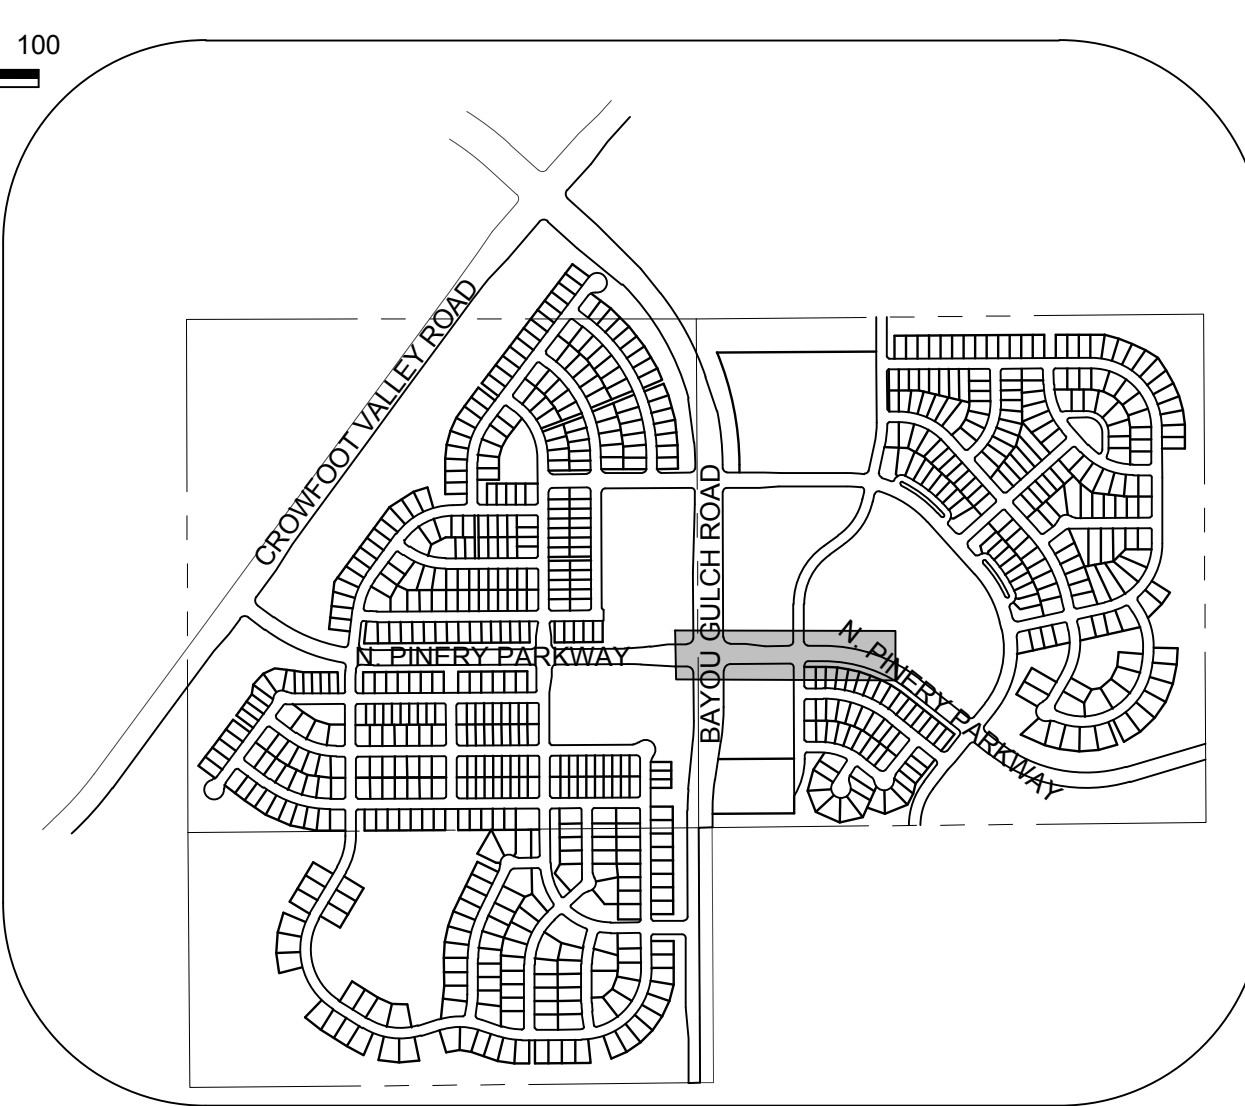 100
CROWFOOT VALLEY ROAD
BAYOU GULCH ROAD
N. PINERY PARKWAY
N. PINERY PARKWAY